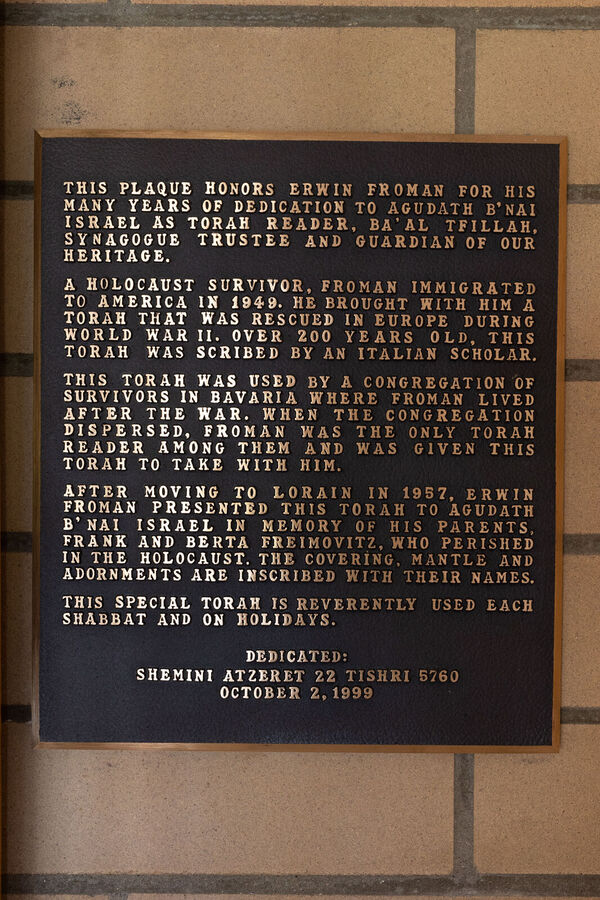 THIS PLAQUE HONORS ERWIN FROMAN FOR HIS
MANY YEARS OF DEDICATION TO AGUDATH B'NAI
ISRAEL AS TORAH READER, BA'AL TFILLAH,
SYNAGOGUE TRUSTEE AND GUARDIAN OF OUR
HERITAGE.
A HOLOCAUST SURVIVOR, FROMAN IMMIGRATED
TO AMERICA IN 1949. HE BROUGHT WITH HIM A
TORAH THAT WAS RESCUED IN EUROPE DURING
WORLD WAR II. OVER 200 YEARS OLD, THIS
TORAH WAS SCRIBED BY AN ITALIAN SCHOLAR.
THIS TORAH WAS USED BY A CONGREGATION OF
SURVIVORS IN BAVARIA WHERE FROMAN LIVED
AFTER THE WAR. WHEN THE CONGREGATION
DISPERSED, FROMAN WAS THE ONLY TORAH
READER AMONG THEM AND WAS GIVEN THIS
TORAH TO TAKE WITH HIM.
AFTER MOVING TO LORAIN IN 1957, ERWIN
FROMAN PRESENTED THIS TORAH TO AGUDATH
B'NAI ISRAEL IN MEMORY OF HIS PARENTS,
FRANK AND BERTA FREIMOVITZ, WHO PERISHED
IN THE HOLOCAUST. THE COVERING, MANTLE AND
ADORNMENTS ARE INSCRIBED WITH THEIR NAMES.
THIS SPECIAL TORAH IS REVERENTLY USED EACH
SHABBAT AND ON HOLIDAYS.
DEDICATED:
SHEMINI ATZERET 22 TISHRI 5760
OCTOBER 2, 1999